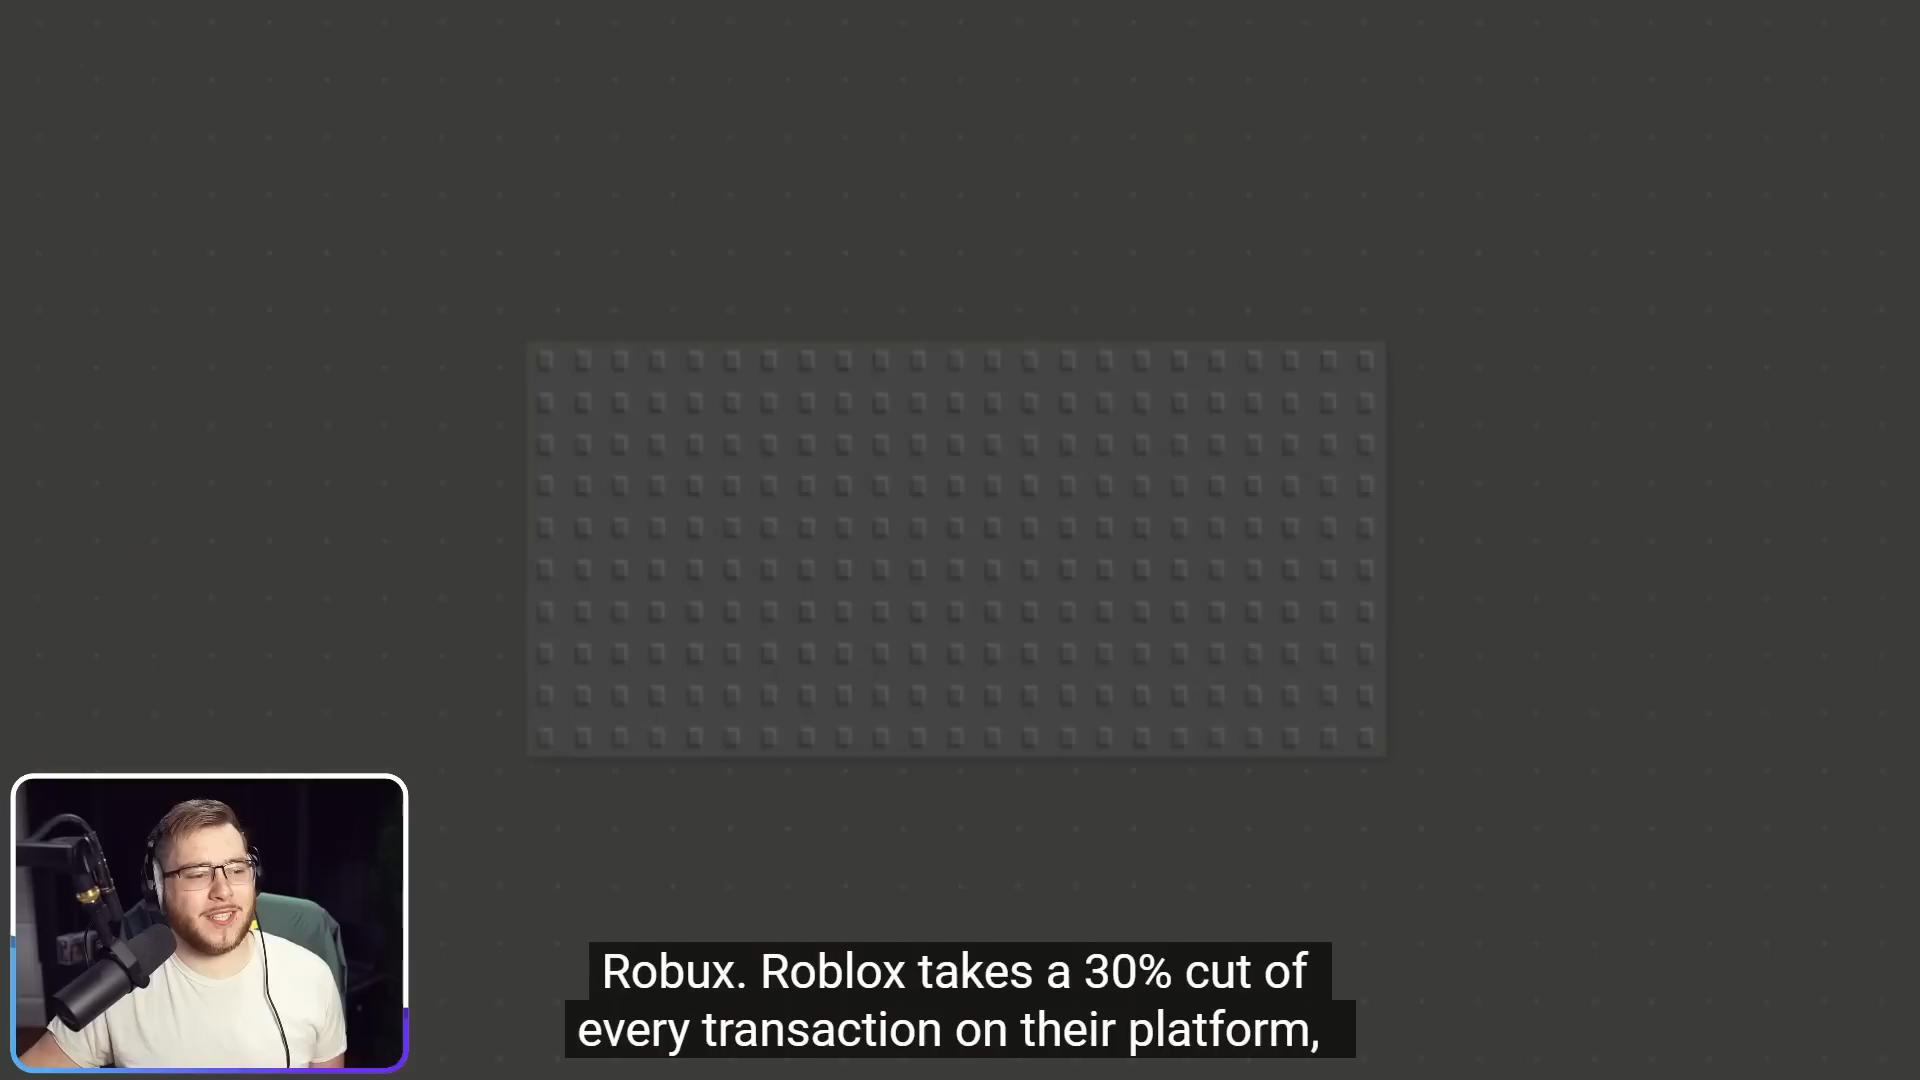 Robux. Roblox takes a 30% cut of
every transaction on their platform,